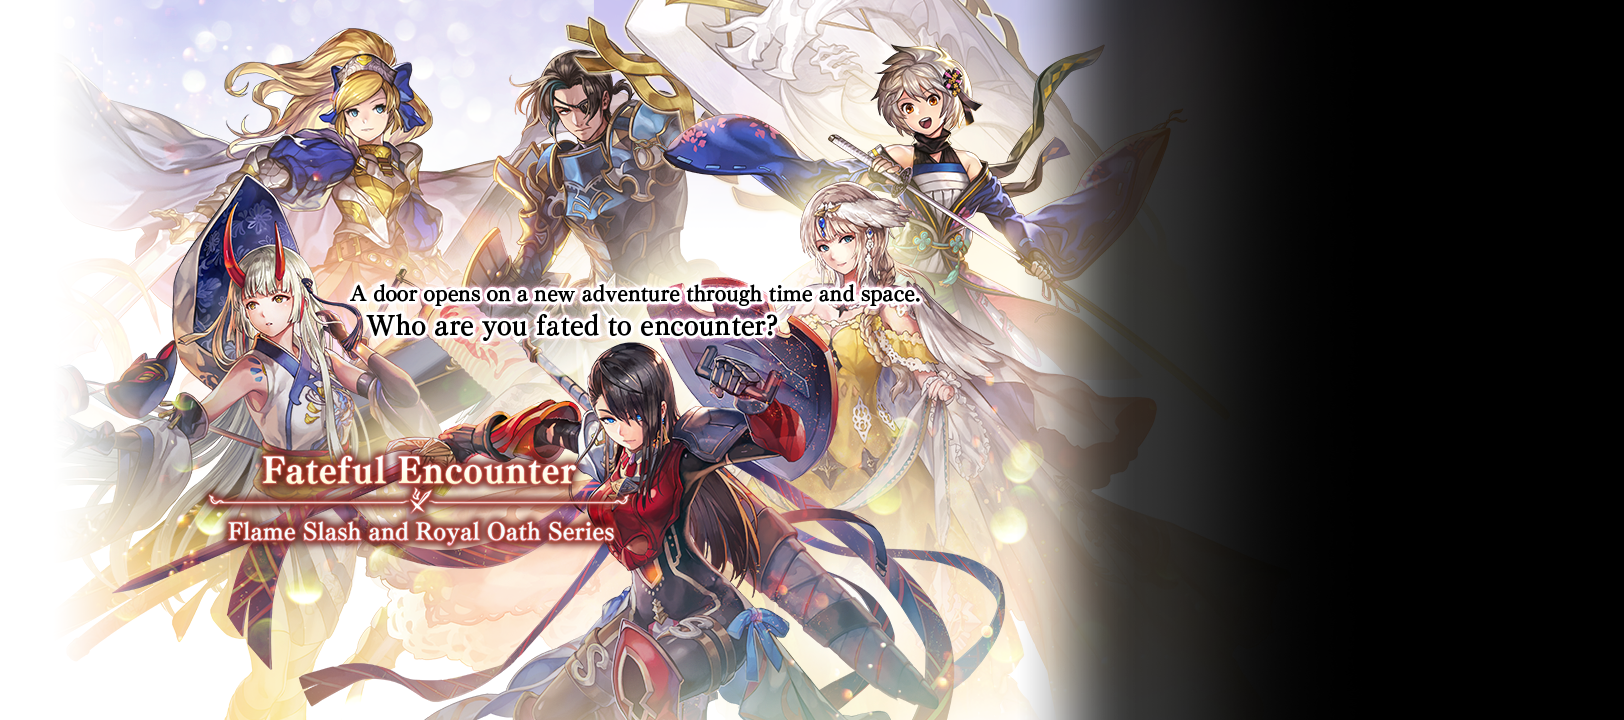 A door opens on a new adventure through time and space.
Who are you fated to encounter?
Fateful Encounter
Flame Slash and Royal Oath Series